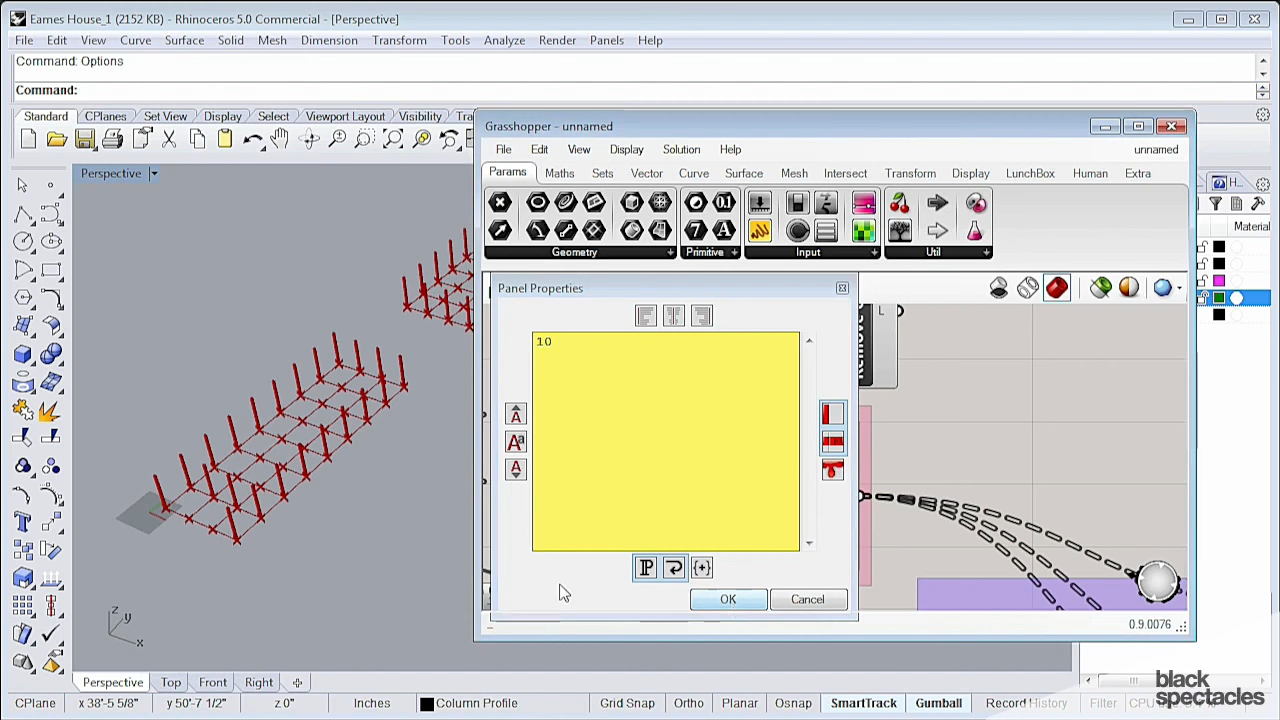 Eames House_1 (2152 KB) - Rhinoceros 5.0 Commercial - [Perspective]
File Edit View Curve Surface Solid Mesh Dimension Transform Tools Analyze Render Panels Help
Command: Options
Command:
Standard CPlanes Set View Display Select Viewport Layout Visibility
Perspective
Grasshopper - unnamed
File Edit View Display Solution Help unnamed
Params Maths Sets Vector Curve Surface Mesh Intersect Transform Display LunchBox Human Extra
Geometry Primitive Input Util
H...
Material
Panel Properties
10
L
OK Cancel
0.9.0076
z
y
x
Perspective Top Front Right
black
spectacles
CPlane x 38'-5 5/8" y 50'-7 1/2" z 0" Inches Column Profile Grid Snap Ortho Planar Osnap SmartTrack Gumball Record History Filter